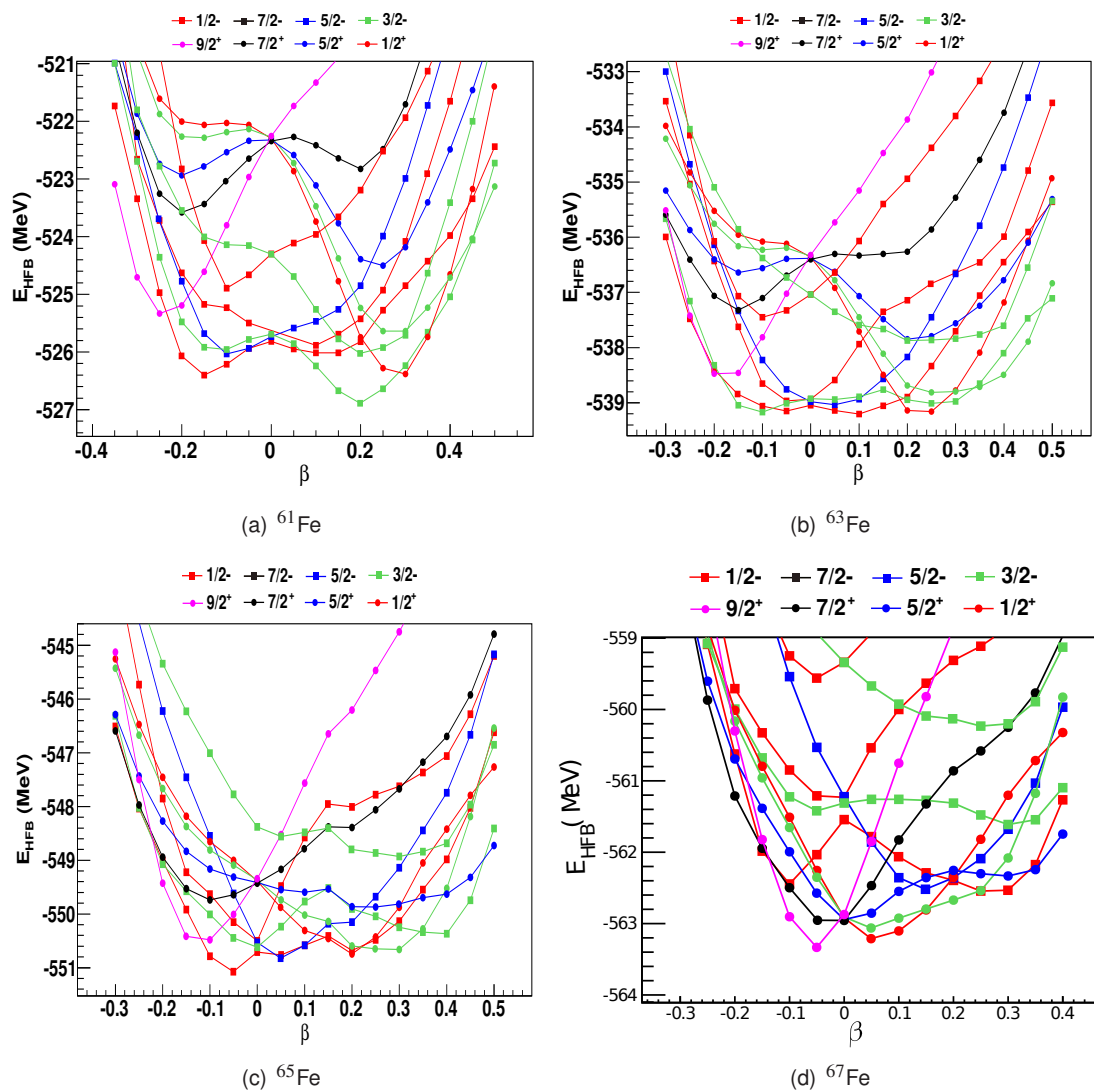 1/2- 7/2- 5/2- 3/2-
9/2⁺ 7/2⁺ 5/2⁺ 1/2⁺
E_HFB (MeV)
-521
-522
-523
-524
-525
-526
-527
-0.4 -0.2 0 0.2 0.4
β
(a) ⁶¹Fe
1/2- 7/2- 5/2- 3/2-
9/2⁺ 7/2⁺ 5/2⁺ 1/2⁺
E_HFB (MeV)
-533
-534
-535
-536
-537
-538
-539
-0.3 -0.2 -0.1 0 0.1 0.2 0.3 0.4 0.5
β
(b) ⁶³Fe
1/2- 7/2- 5/2- 3/2-
9/2⁺ 7/2⁺ 5/2⁺ 1/2⁺
E_HFB (MeV)
-545
-546
-547
-548
-549
-550
-551
-0.3 -0.2 -0.1 0 0.1 0.2 0.3 0.4 0.5
β
(c) ⁶⁵Fe
1/2- 7/2- 5/2- 3/2-
9/2⁺ 7/2⁺ 5/2⁺ 1/2⁺
E_HFB (MeV)
-559
-560
-561
-562
-563
-564
-0.3 -0.2 -0.1 0 0.1 0.2 0.3 0.4
β
(d) ⁶⁷Fe